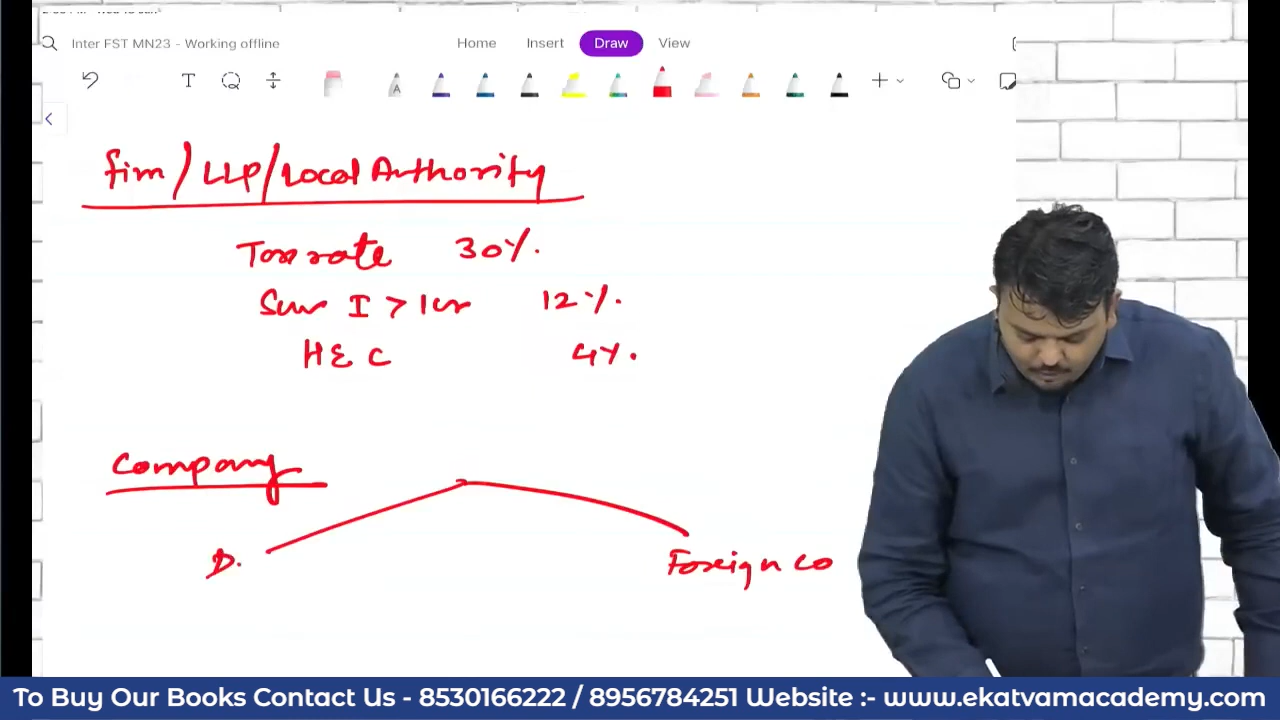 Inter FST MN23 - Working offline
Home Insert Draw View
T
A
firm / LLP / Local Authority
Tax rate 30%.
Sur I > 1cr 12%.
H E C 4%.
Company
D. Foreign Co
To Buy Our Books Contact Us - 8530166222 / 8956784251 Website :- www.ekatvamacademy.com